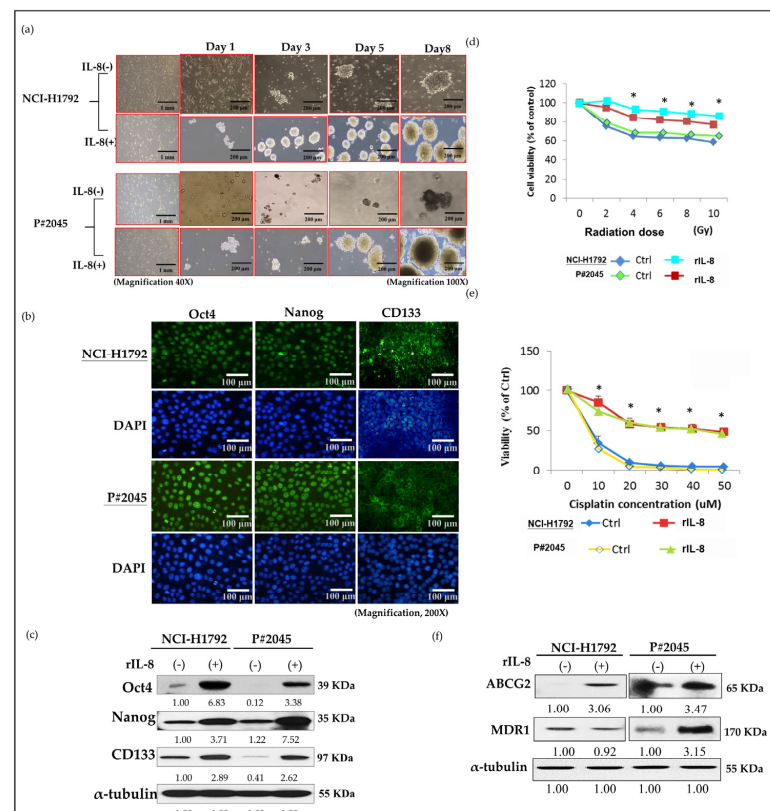 (a)
Day 1 Day 3 Day 5 Day8
IL-8(-)
NCI-H1792
IL-8(+)
1 mm 200 μm 200 μm 200 μm 200 μm
1 mm 200 μm 200 μm 200 μm 200 μm
IL-8(-)
P#2045
IL-8(+)
1 mm 200 μm 200 μm 200 μm 200 μm
1 mm 200 μm 200 μm 200 μm 200 μm
(Magnification 40X) (Magnification 100X)
(b)
Oct4 Nanog CD133
NCI-H1792
100 μm 100 μm 100 μm
DAPI
100 μm 100 μm 100 μm
P#2045
100 μm 100 μm 100 μm
DAPI
100 μm 100 μm 100 μm
(Magnification, 200X)
(c)
NCI-H1792 P#2045
rIL-8 (-) (+) (-) (+)
Oct4 39 KDa
1.00 6.83 0.12 3.38
Nanog 35 KDa
1.00 3.71 1.22 7.52
CD133 97 KDa
1.00 2.89 0.41 2.62
α-tubulin 55 KDa
(d)
Cell viability (% of control)
120
100
80
60
40
20
0
* * * *
0 2 4 6 8 10
Radiation dose (Gy)
NCI-H1792 Ctrl rIL-8
P#2045 Ctrl rIL-8
(e)
Viability (% of Ctrl)
150
100
50
0
* * * * *
0 10 20 30 40 50
Cisplatin concentration (uM)
NCI-H1792 Ctrl rIL-8
P#2045 Ctrl rIL-8
(f)
NCI-H1792 P#2045
rIL-8 (-) (+) (-) (+)
ABCG2 65 KDa
1.00 3.06 1.00 3.47
MDR1 170 KDa
1.00 0.92 1.00 3.15
α-tubulin 55 KDa
1.00 1.00 1.00 1.00